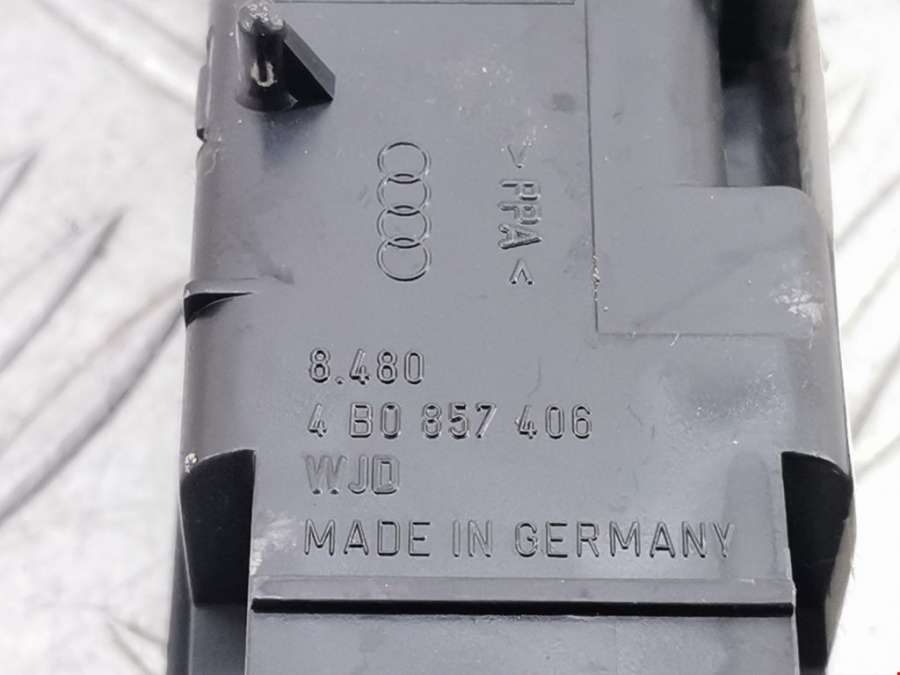 >PPA<
8.480
4 B0 857 406
WJD
MADE IN GERMANY